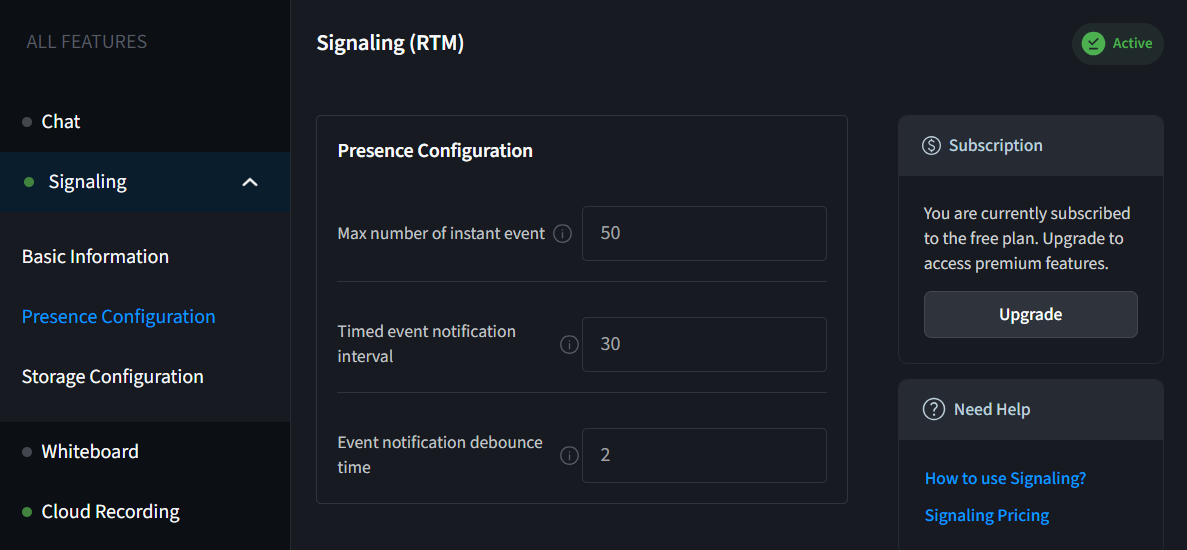 ALL FEATURES
Chat
Signaling
Basic Information
Presence Configuration
Storage Configuration
Whiteboard
Cloud Recording
Signaling (RTM)
Active
Presence Configuration
Max number of instant event
50
Timed event notification
interval
30
Event notification debounce
time
2
Subscription
You are currently subscribed
to the free plan. Upgrade to
access premium features.
Upgrade
Need Help
How to use Signaling?
Signaling Pricing